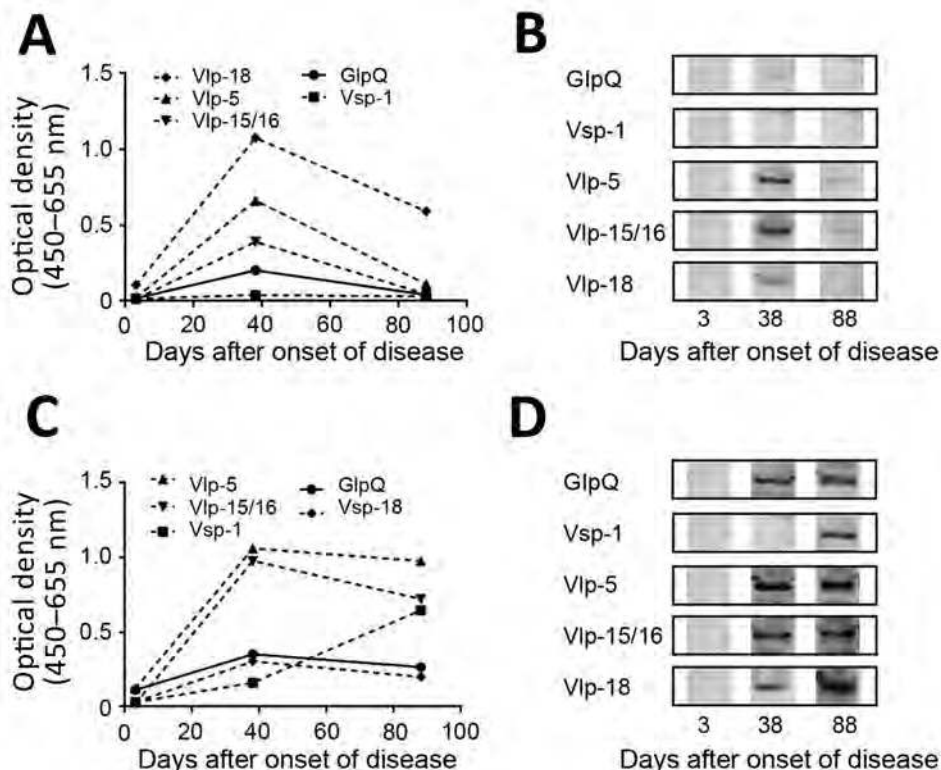 A
Optical density
(450–655 nm)
1.5
1.0
0.5
0
Vlp-18
Vlp-5
Vlp-15/16
GlpQ
Vsp-1
0 20 40 60 80 100
Days after onset of disease
B
GlpQ
Vsp-1
Vlp-5
Vlp-15/16
Vlp-18
3 38 88
Days after onset of disease
C
Optical density
(450–655 nm)
1.5
1.0
0.5
0
Vlp-5
Vlp-15/16
Vsp-1
GlpQ
Vsp-18
0 20 40 60 80 100
Days after onset of disease
D
GlpQ
Vsp-1
Vlp-5
Vlp-15/16
Vlp-18
3 38 88
Days after onset of disease